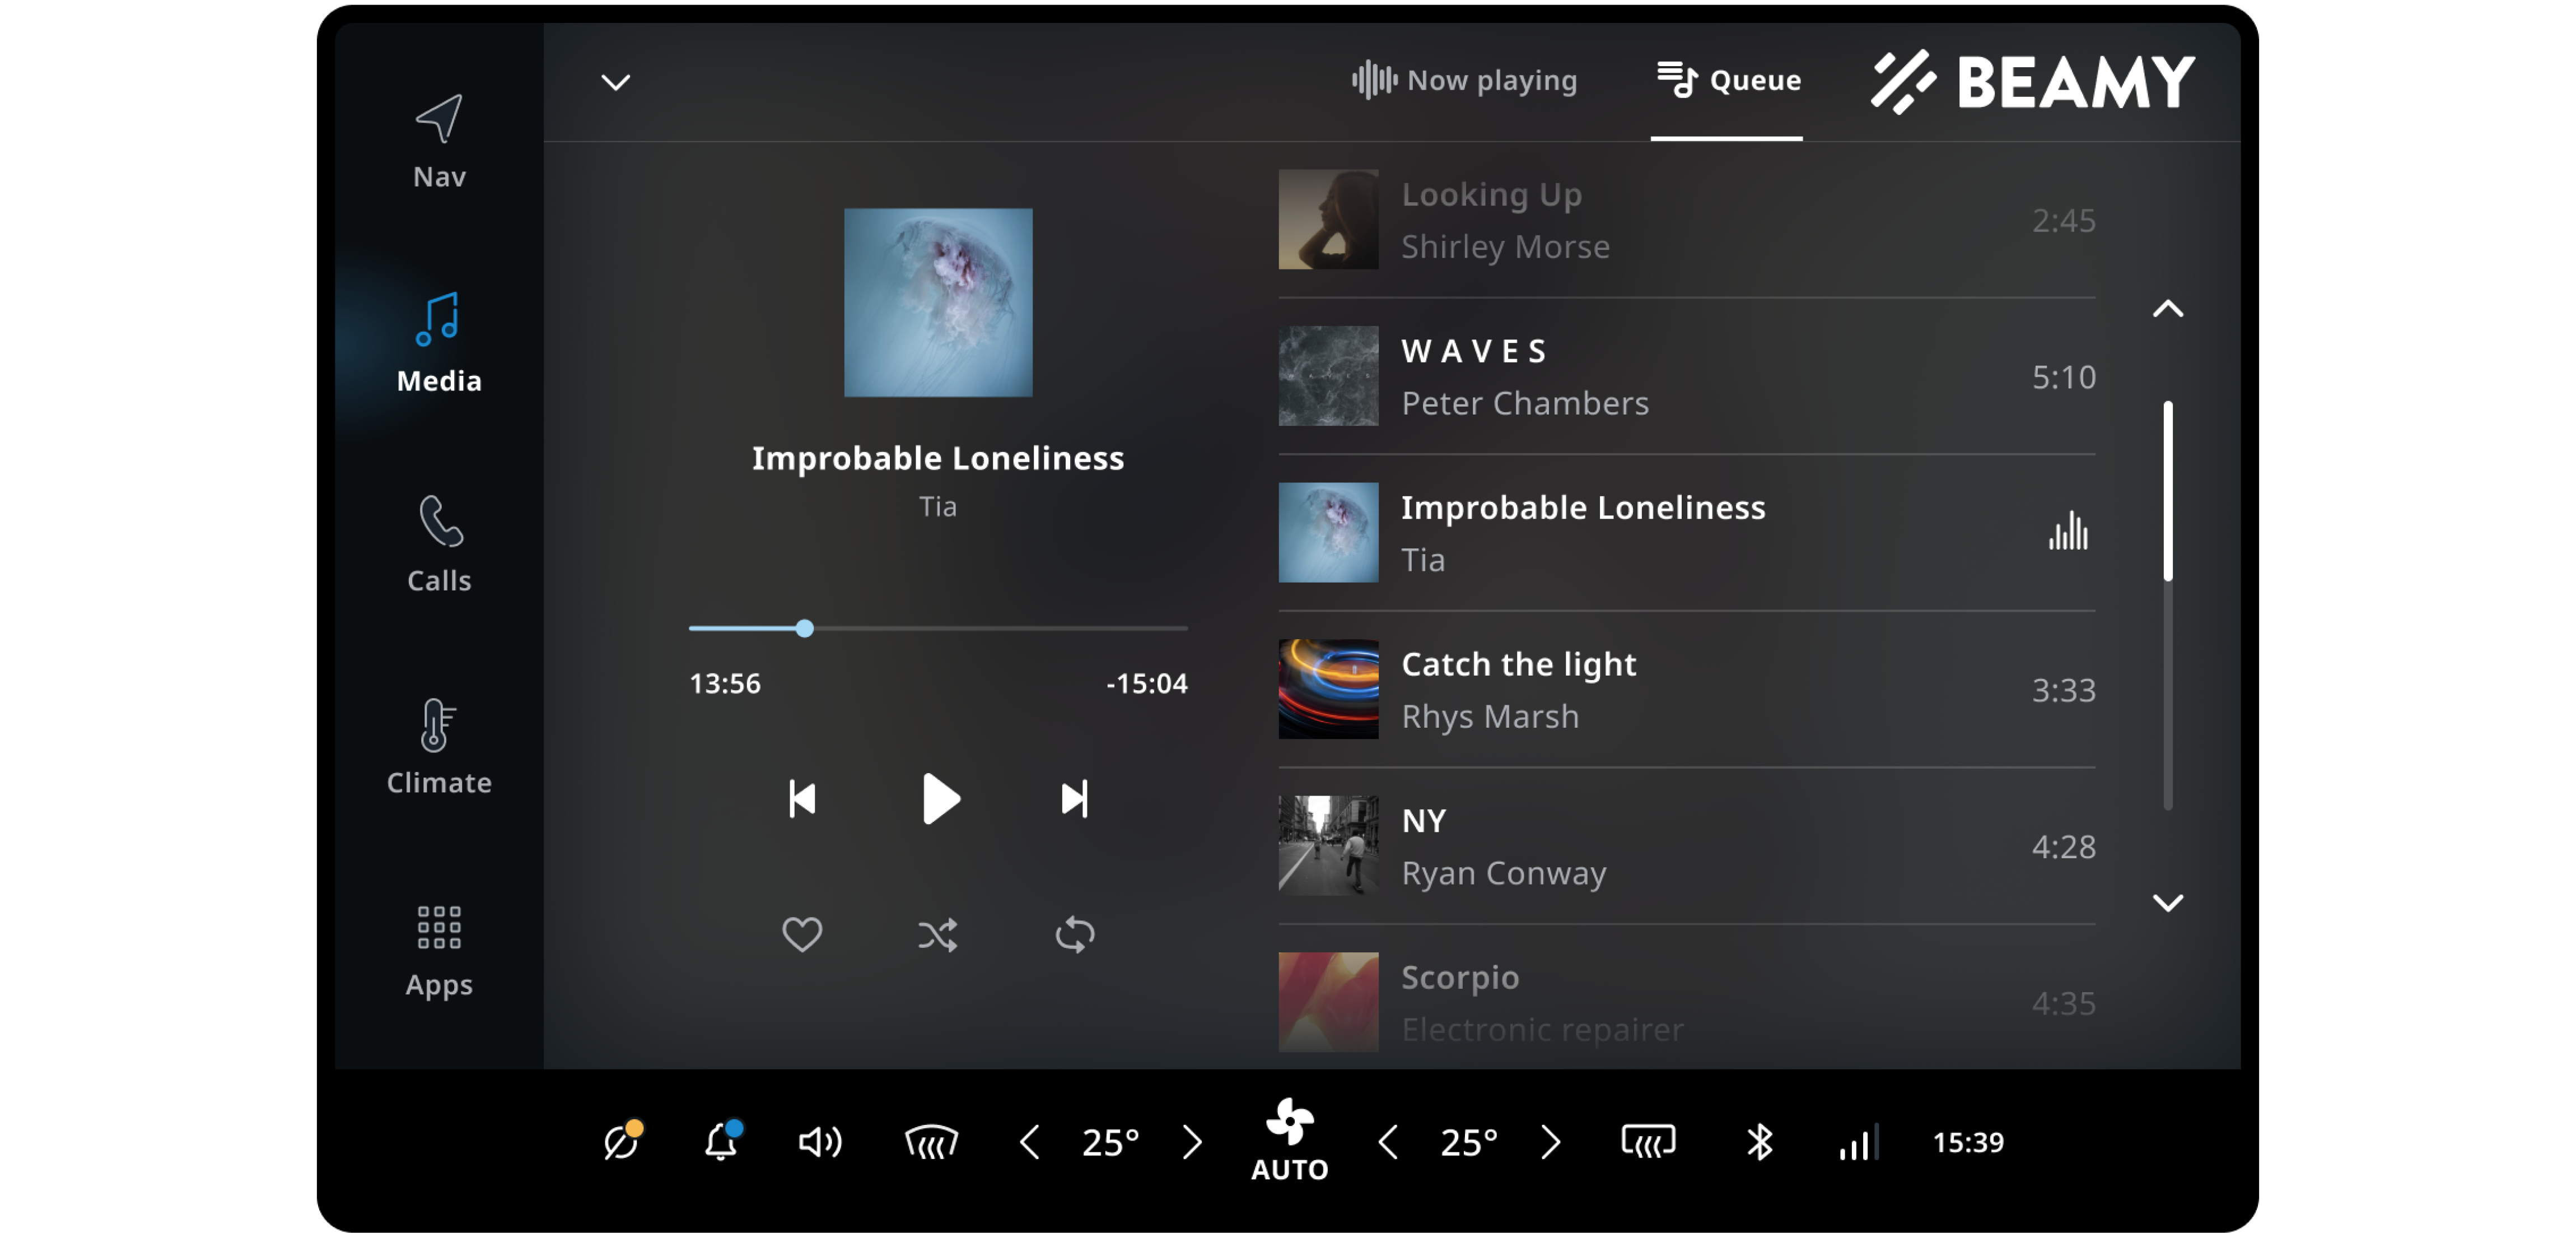 Now playing
Queue
BEAMY
Nav
Media
Calls
Climate
Apps
Improbable Loneliness
Tia
13:56
-15:04
Looking Up
Shirley Morse
2:45
W A V E S
Peter Chambers
5:10
Improbable Loneliness
Tia
Catch the light
Rhys Marsh
3:33
NY
Ryan Conway
4:28
Scorpio
Electronic repairer
4:35
25°
AUTO
25°
15:39